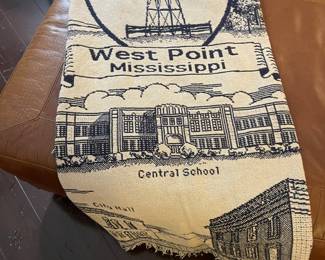 West Point
Mississippi
Central School
City Hall